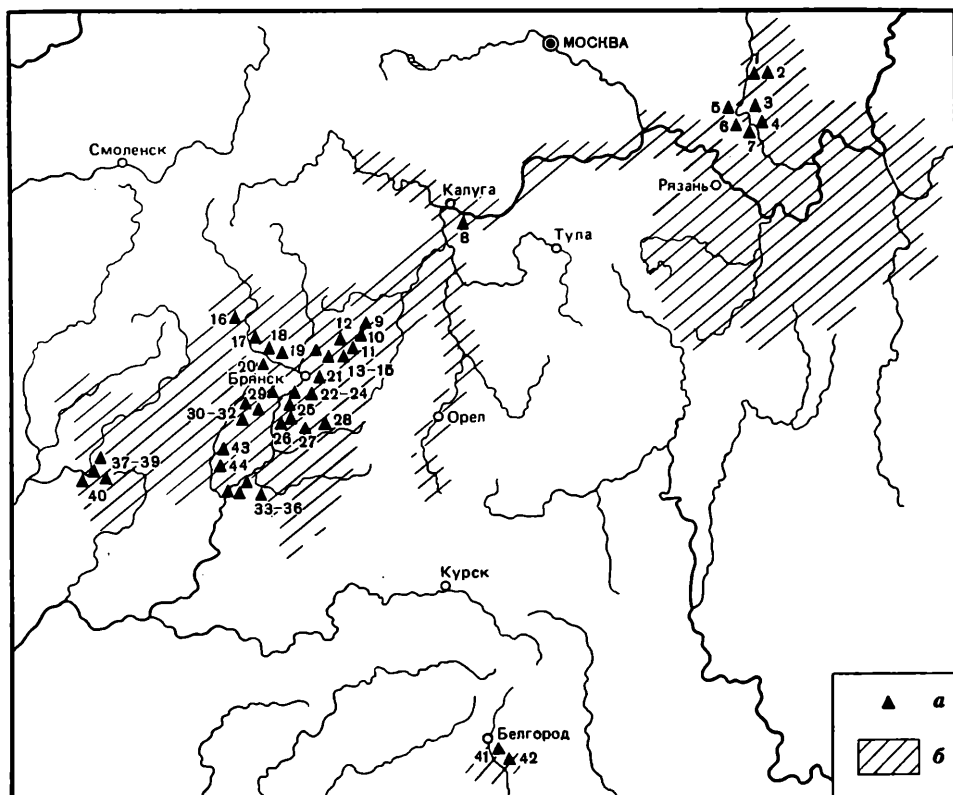 МОСКВА
1 2
5 3
6 4
7
Смоленск
Рязань
Калуга
8
Тула
16
12 9
17 18 10
19 11
20 21 13-15
Брянск
29 22-24
30-32 25
26 27 28
Орел
43
37-39 44
40
33-36
Курск
Белгород
41 42
а
б